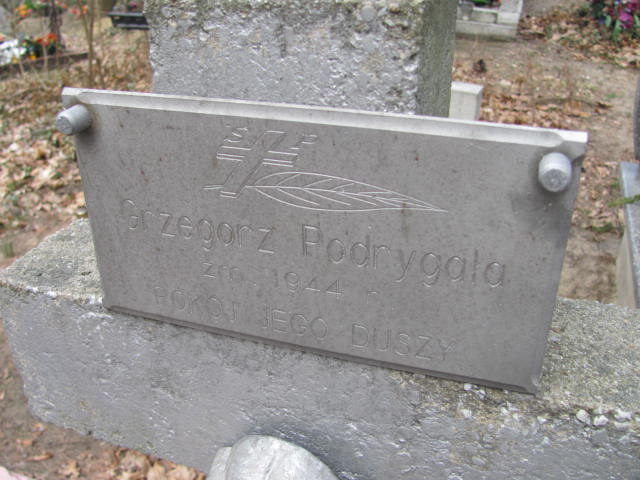 Ś. P.
Grzegorz Podrygała
zm. 1944 r.
POKÓJ JEGO DUSZY